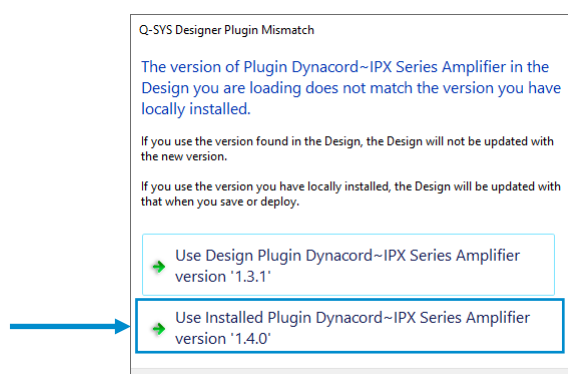 Q-SYS Designer Plugin Mismatch
The version of Plugin Dynacord~IPX Series Amplifier in the
Design you are loading does not match the version you have
locally installed.
If you use the version found in the Design, the Design will not be updated with
the new version.
If you use the version you have locally installed, the Design will be updated with
that when you save or deploy.
Use Design Plugin Dynacord~IPX Series Amplifier
version '1.3.1'
Use Installed Plugin Dynacord~IPX Series Amplifier
version '1.4.0'